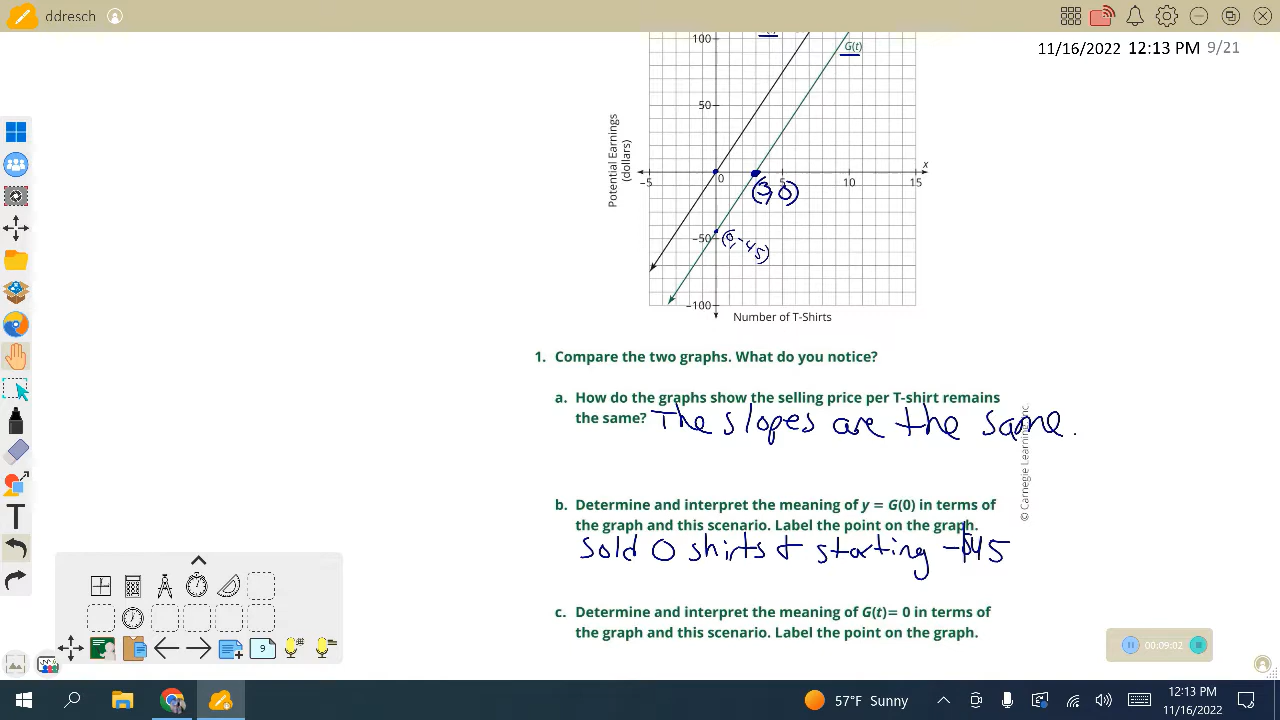 ddresch
11/16/2022 12:13 PM 9/21
100
G(t)
50
Potential Earnings
(dollars)
x
-5
0
5
10
15
(3, 0)
-50
(0, -45)
-100
Number of T-Shirts
1. Compare the two graphs. What do you notice?
a. How do the graphs show the selling price per T-shirt remains
the same? The slopes are the same.
© Carnegie Learning, Inc.
b. Determine and interpret the meaning of y = G(0) in terms of
the graph and this scenario. Label the point on the graph.
Sold 0 shirts & starting -$45
c. Determine and interpret the meaning of G(t)= 0 in terms of
the graph and this scenario. Label the point on the graph.
9
00:09:02
57°F Sunny
12:13 PM
11/16/2022